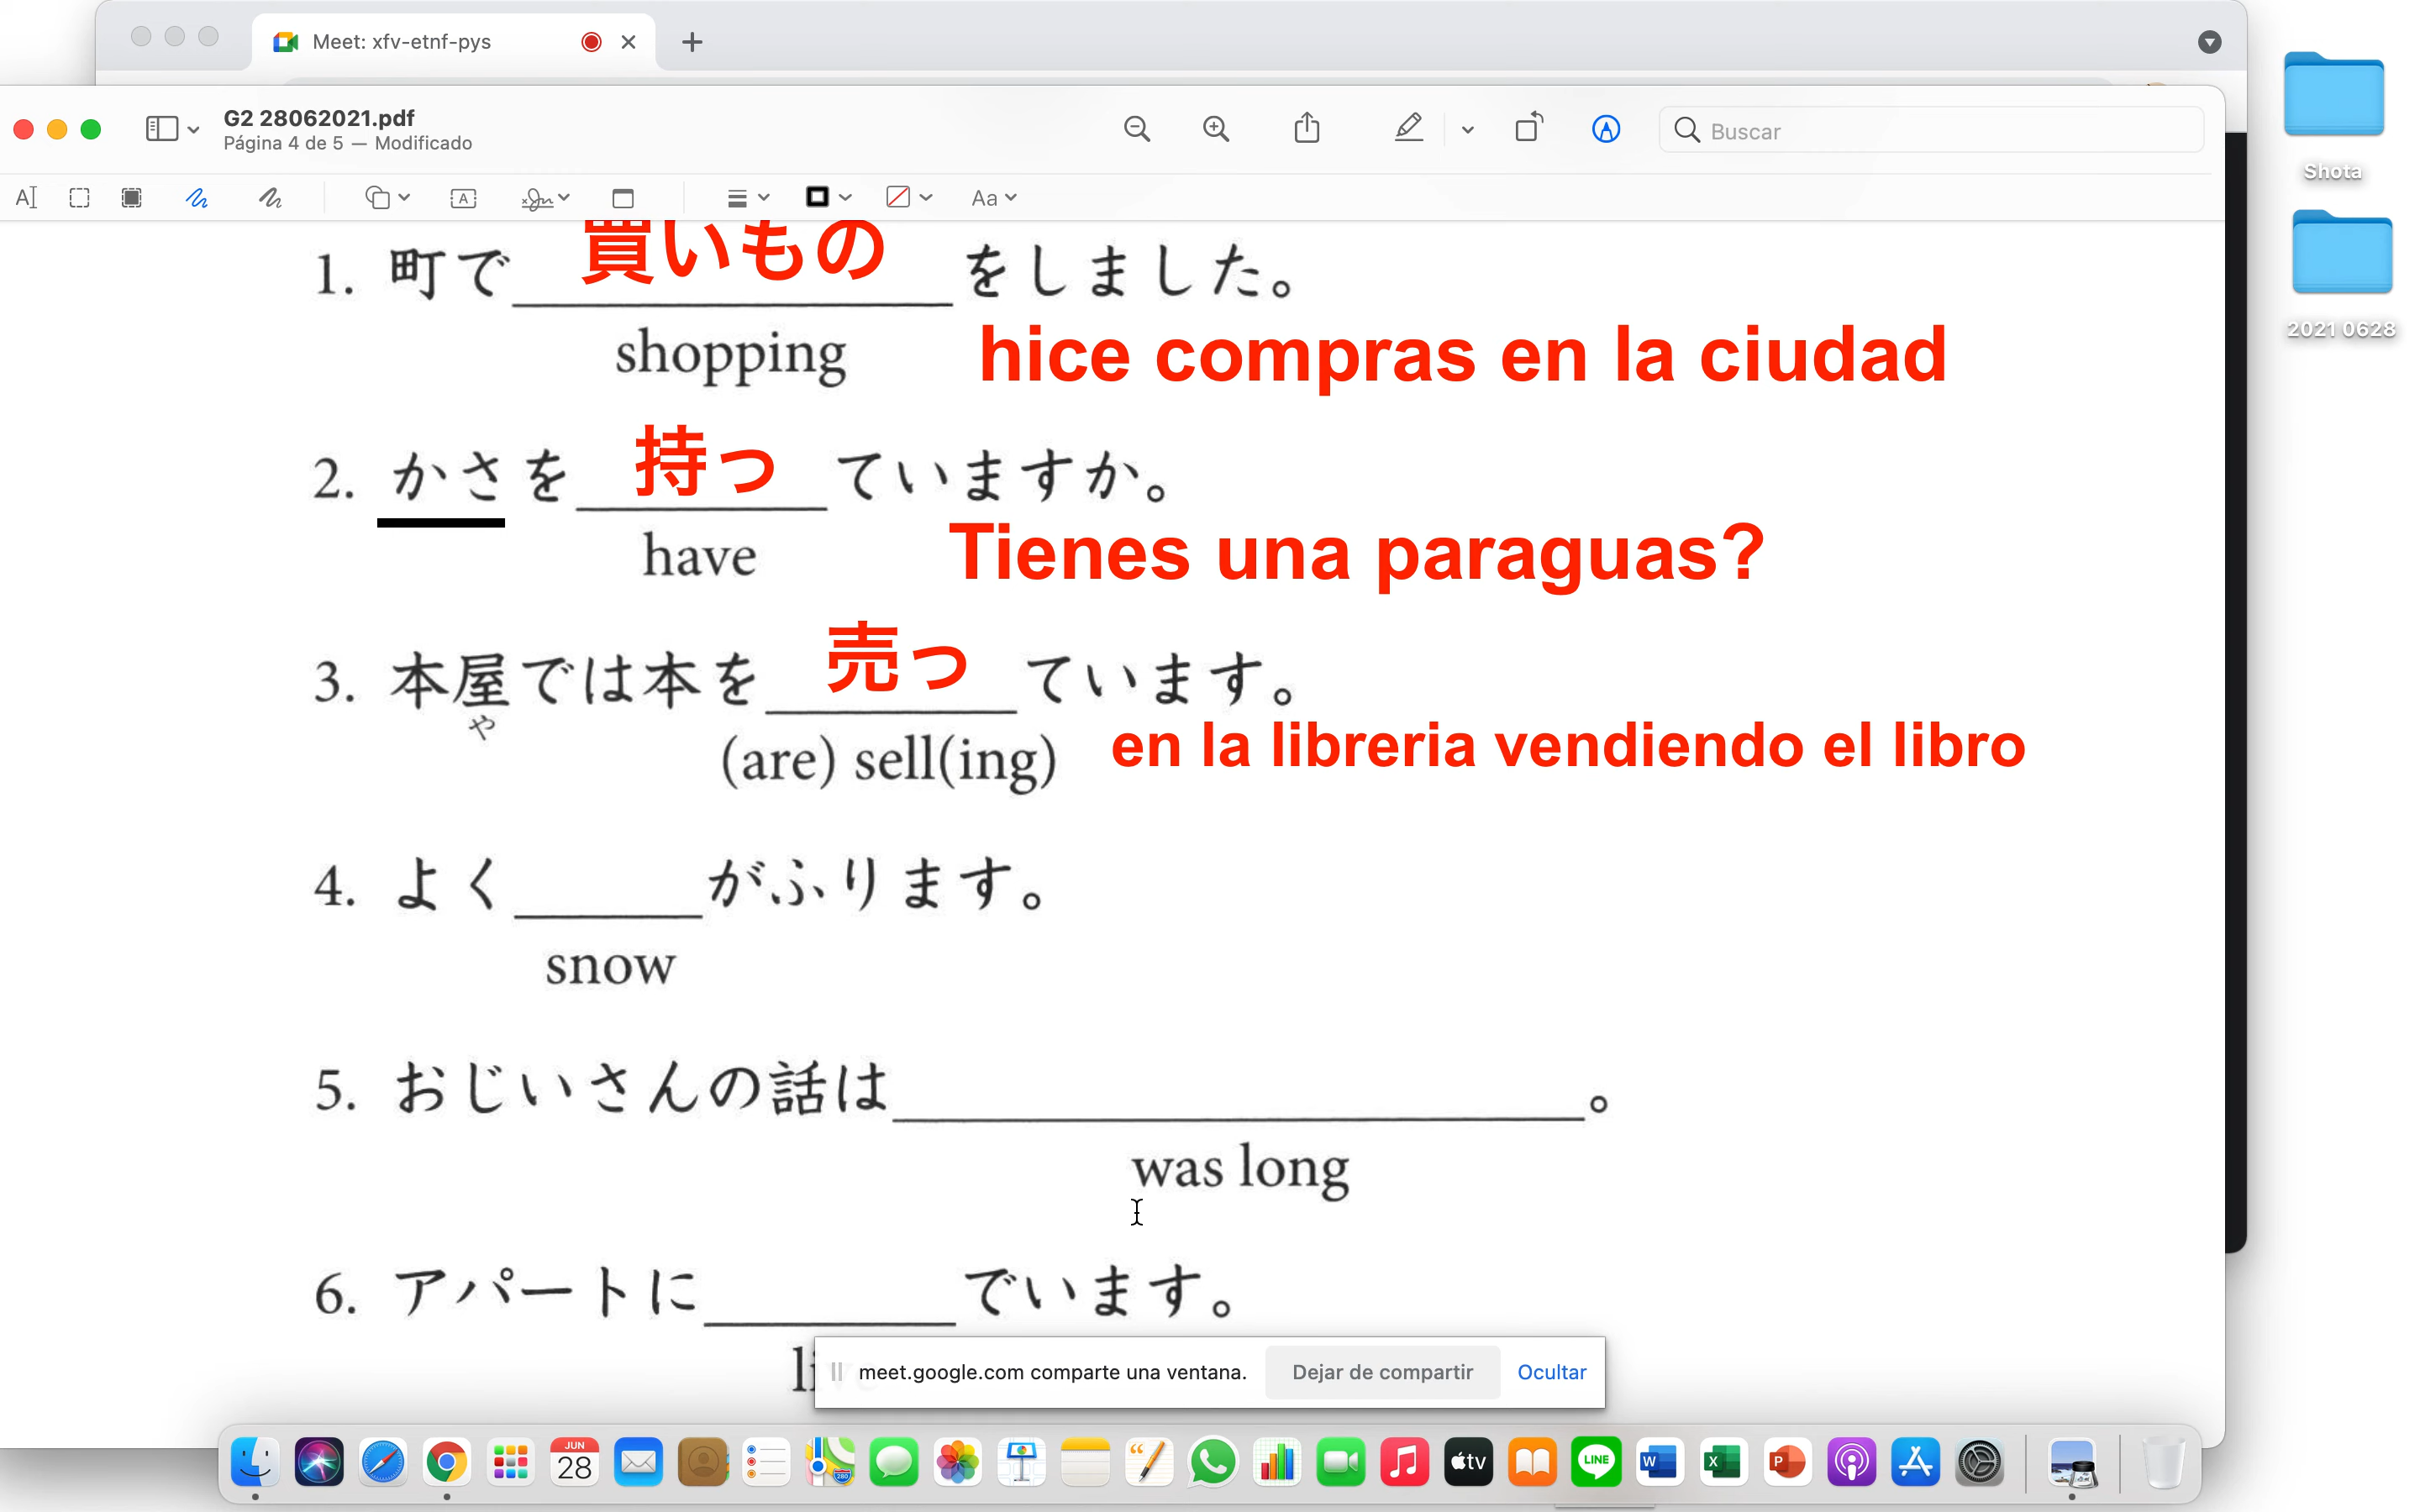 Meet: xfv-etnf-pys
G2 28062021.pdf
Página 4 de 5 — Modificado
Buscar
Shota
2021 0628
1. 町で 買いもの をしました。
shopping
hice compras en la ciudad
2. かさを 持っ ていますか。
have
Tienes una paraguas?
3. 本屋では本を 売っ ています。
や
(are) sell(ing)
en la libreria vendiendo el libro
4. よく がふります。
snow
5. おじいさんの話は 。
was long
6. アパートに でいます。
meet.google.com comparte una ventana.
Dejar de compartir
Ocultar
JUN
28
280
tv
LINE
W
X
P